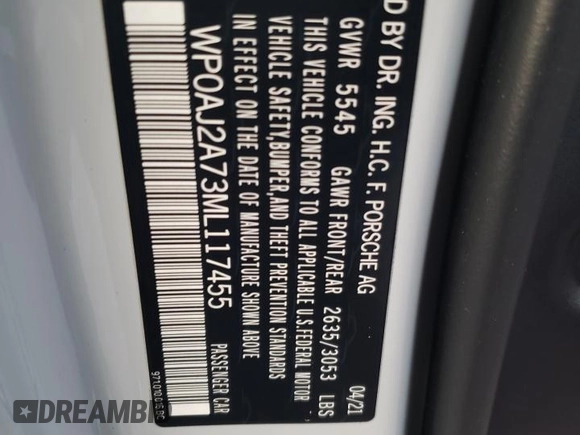 D BY DR. ING. H.C. F. PORSCHE AG
04/21
GVWR 5545 GAWR FRONT/REAR 2635/3053 LBS
THIS VEHICLE CONFORMS TO ALL APPLICABLE U.S.FEDERAL MOTOR
VEHICLE SAFETY,BUMPER,AND THEFT PREVENTION STANDARDS
IN EFFECT ON THE DATE OF MANUFACTURE SHOWN ABOVE
WP0AJ2A73ML117455 PASSENGER CAR
DEALERSHIP